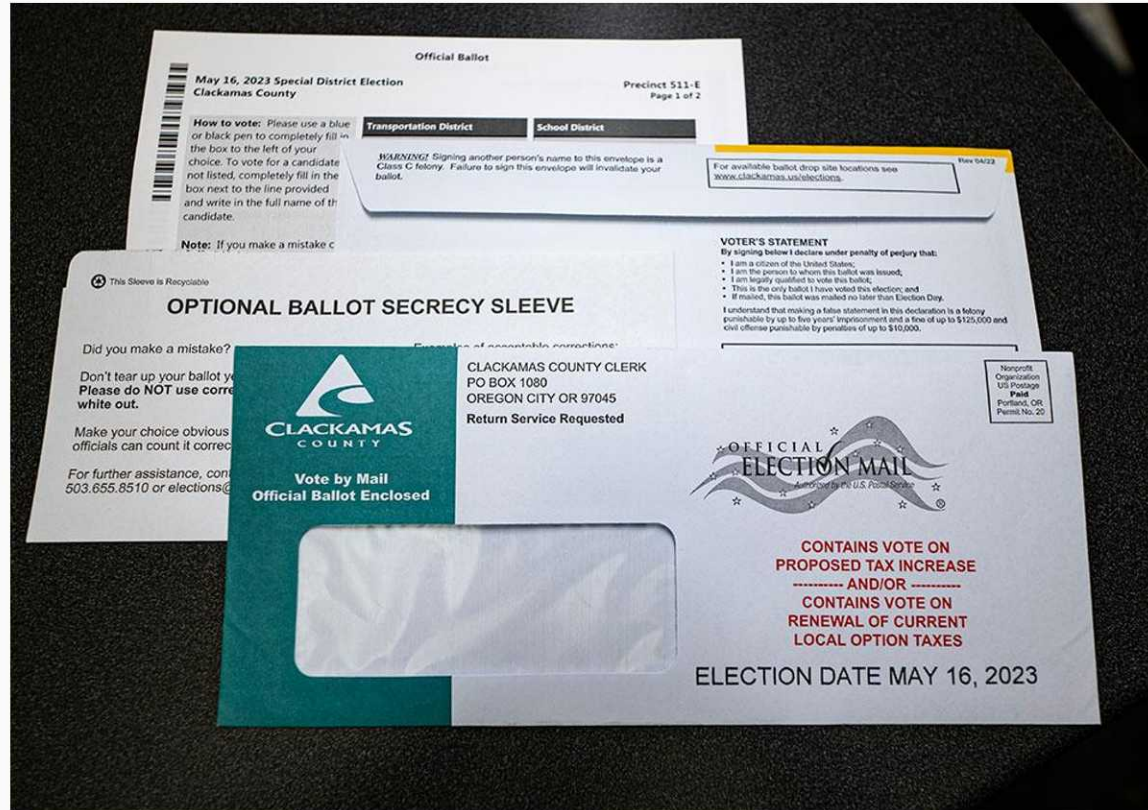 Official Ballot
May 16, 2023 Special District Election
Clackamas County
Precinct 511-E
Page 1 of 2
How to vote: Please use a blue
or black pen to completely fill in
the box to the left of your
choice. To vote for a candidate
not listed, completely fill in the
box next to the line provided
and write in the full name of
candidate.
Note: If you make a mistake
Transportation District
School District
WARNING! Signing another person's name to this envelope is a
Class C felony. Failure to sign this envelope will invalidate your
ballot.
For available ballot drop site locations see
www.clackamas.us/elections.
Rev 04/23
VOTER'S STATEMENT
By signing below I declare under penalty of perjury that:
• I am a citizen of the United States;
• I am the person to whom this ballot was issued;
• I am legally qualified to vote this ballot;
• This is the only ballot I have voted this election; and
• If mailed, this ballot was mailed no later than Election Day.
I understand that making a false statement in this declaration is a felony
punishable by up to five years' imprisonment and a fine of up to $125,000 and
civil offense punishable by penalties of up to $10,000.
This Sleeve is Recyclable
OPTIONAL BALLOT SECRECY SLEEVE
Did you make a mistake?
Examples of acceptable corrections:
Don't tear up your ballot
Please do NOT use
white out.
Make your choice obvious
officials can count it
For further assistance,
503.655.8510 or elections@
CLACKAMAS
COUNTY
Vote by Mail
Official Ballot Enclosed
CLACKAMAS COUNTY CLERK
PO BOX 1080
OREGON CITY OR 97045
Return Service Requested
Nonprofit
Organization
US Postage
Paid
Portland, OR
Permit No. 20
OFFICIAL
ELECTION MAIL
Authorized by the U.S. Postal Service
®
CONTAINS VOTE ON
PROPOSED TAX INCREASE
---------- AND/OR ----------
CONTAINS VOTE ON
RENEWAL OF CURRENT
LOCAL OPTION TAXES
ELECTION DATE MAY 16, 2023